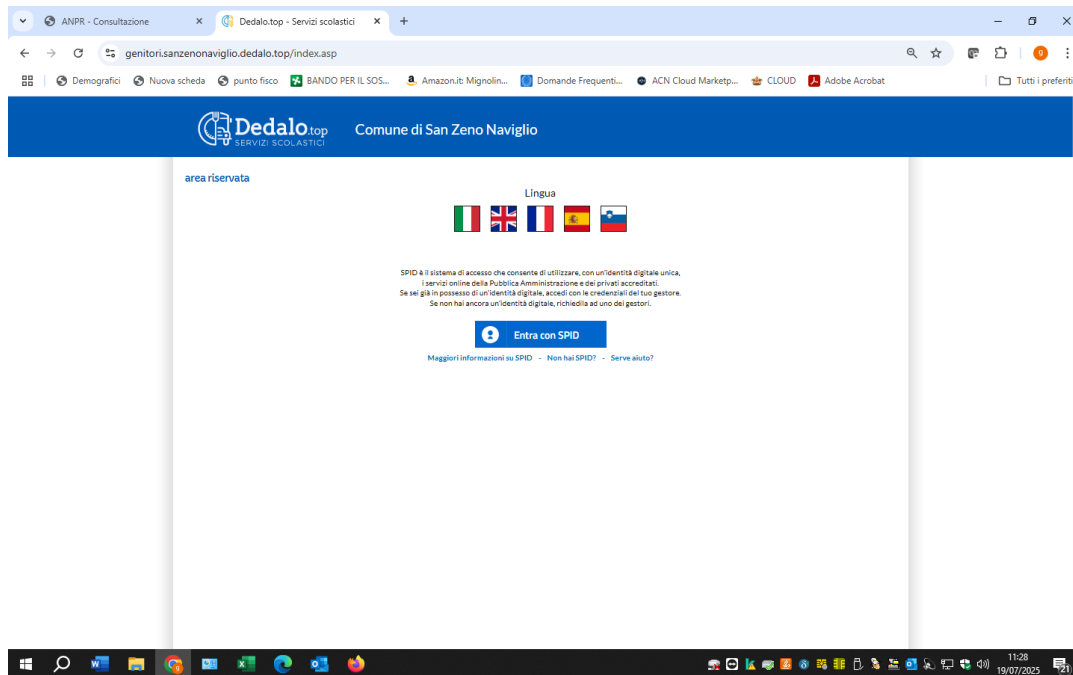 ANPR - Consultazione
Dedalo.top - Servizi scolastici
genitori.sanzenonaviglio.dedalo.top/index.asp
Demografici Nuova scheda punto fisco BANDO PER IL SOS... Amazon.it: Mignolin... Domande Frequenti... ACN Cloud Marketp... CLOUD Adobe Acrobat Tutti i preferiti
Dedalo.top
SERVIZI SCOLASTICI
Comune di San Zeno Naviglio
area riservata
Lingua
SPID è il sistema di accesso che consente di utilizzare, con un'identità digitale unica,
i servizi online della Pubblica Amministrazione e dei privati accreditati.
Se sei già in possesso di un'identità digitale, accedi con le credenziali del tuo gestore.
Se non hai ancora un'identità digitale, richiedila ad uno dei gestori.
Entra con SPID
Maggiori informazioni su SPID - Non hai SPID? - Serve aiuto?
11:28
19/07/2025
21